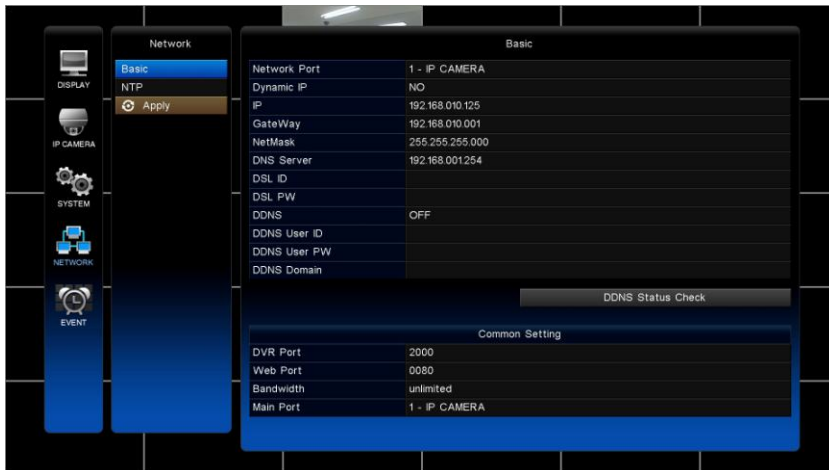 DISPLAY
IP CAMERA
SYSTEM
NETWORK
EVENT
Network
Basic
NTP
Apply
Basic
Network Port 1 - IP CAMERA
Dynamic IP NO
IP 192.168.010.125
GateWay 192.168.010.001
NetMask 255.255.255.000
DNS Server 192.168.001.254
DSL ID
DSL PW
DDNS OFF
DDNS User ID
DDNS User PW
DDNS Domain
DDNS Status Check
Common Setting
DVR Port 2000
Web Port 0080
Bandwidth unlimited
Main Port 1 - IP CAMERA